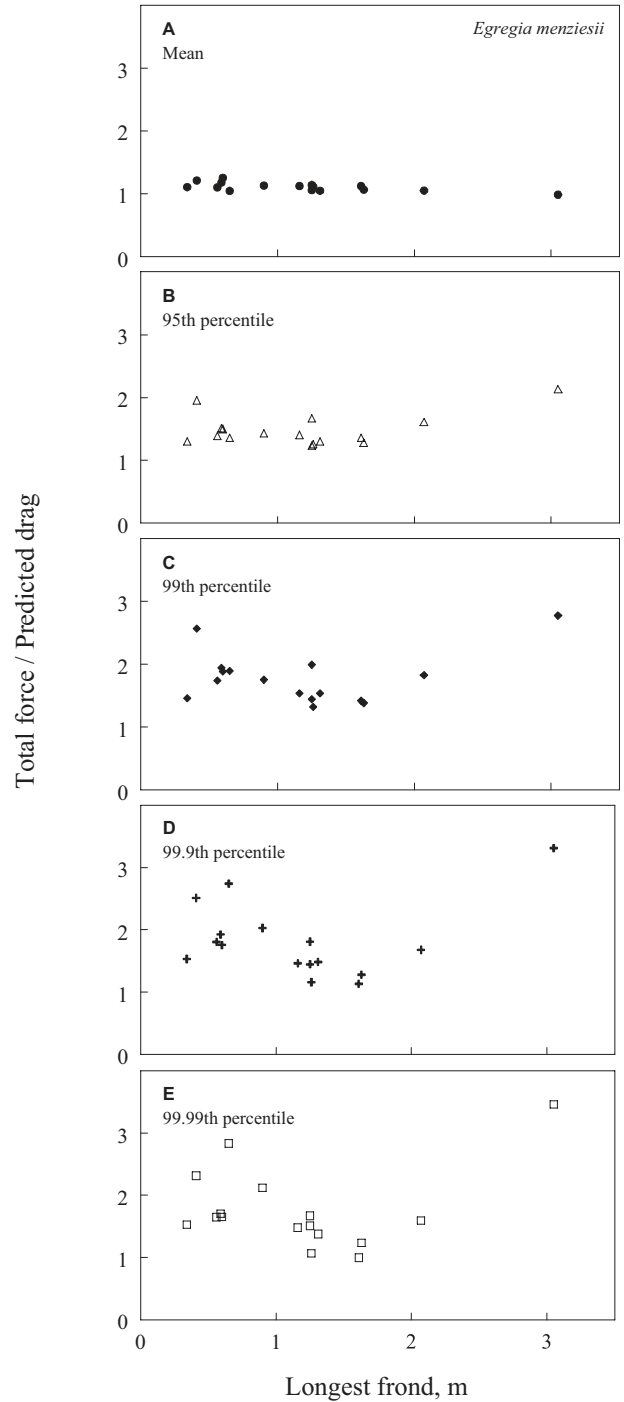 A
Egregia menziesii
Mean
3
2
1
0
B
95th percentile
3
2
1
0
C
99th percentile
3
2
1
0
D
99.9th percentile
3
2
1
0
E
99.99th percentile
3
2
1
0
0 1 2 3
Longest frond, m
Total force / Predicted drag